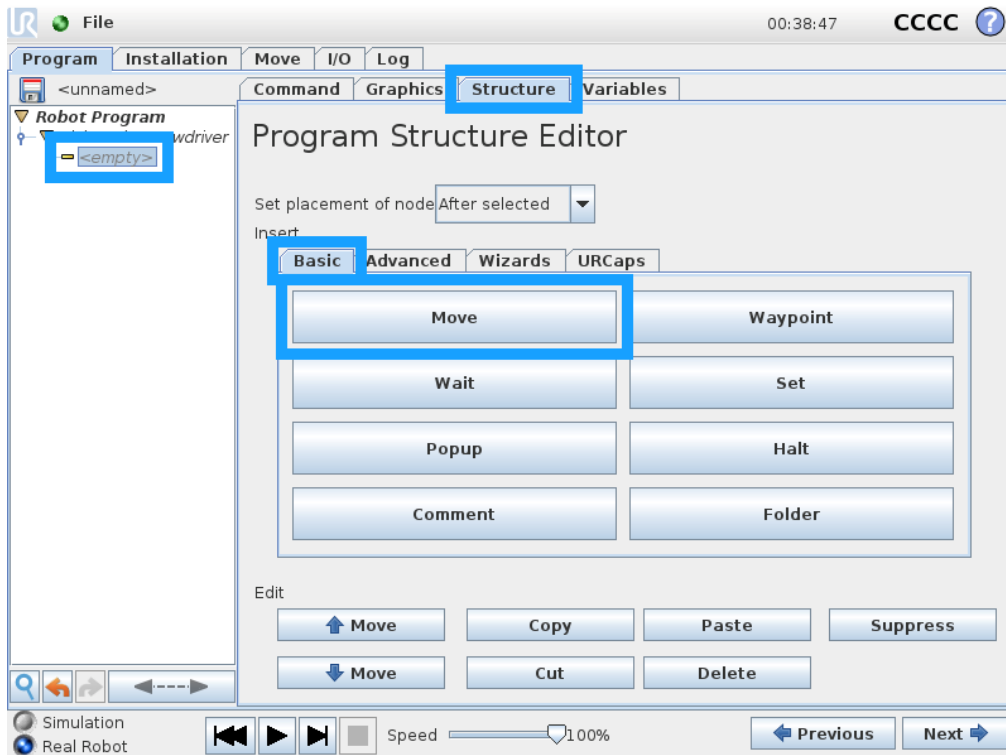 UR File 00:38:47 CCCC ?
Program Installation Move I/O Log
<unnamed> Command Graphics Structure Variables
Robot Program
wdriver
<empty>
Program Structure Editor
Set placement of node After selected
Insert
Basic Advanced Wizards URCaps
Move Waypoint
Wait Set
Popup Halt
Comment Folder
Edit
Move Copy Paste Suppress
Move Cut Delete
Simulation
Real Robot
Speed 100% Previous Next